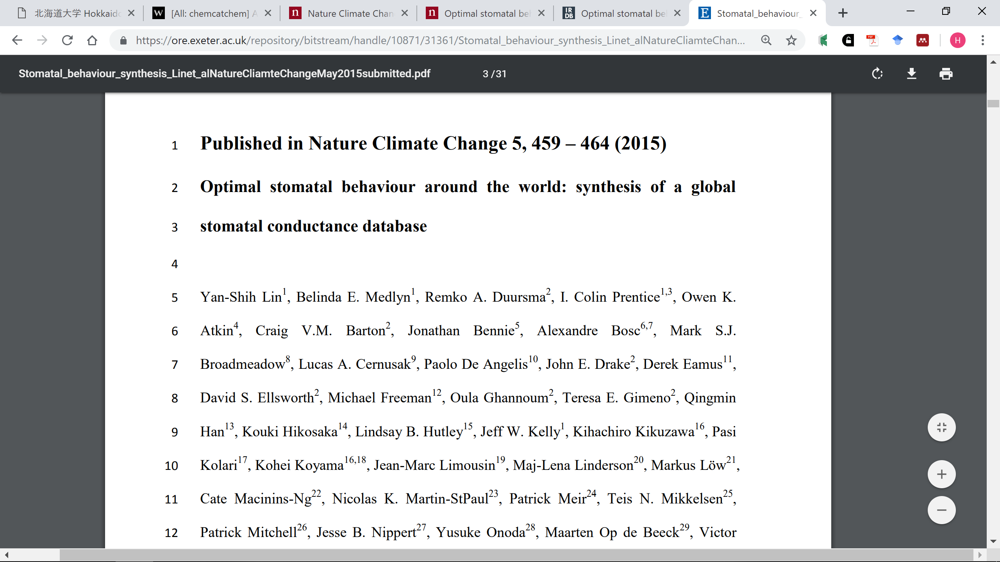 北海道大学 Hokkaido
W [All: chemcatchem] A
n Nature Climate Chan
n Optimal stomatal be
IR DB Optimal stomatal be
E Stomatal_behaviour_
https://ore.exeter.ac.uk/repository/bitstream/handle/10871/31361/Stomatal_behaviour_synthesis_Linet_alNatureCliamteChan...
PDF
H
Stomatal_behaviour_synthesis_Linet_alNatureCliamteChangeMay2015submitted.pdf 3 / 31
1 Published in Nature Climate Change 5, 459 – 464 (2015)
2 Optimal stomatal behaviour around the world: synthesis of a global
3 stomatal conductance database
4
5 Yan-Shih Lin1, Belinda E. Medlyn1, Remko A. Duursma2, I. Colin Prentice1,3, Owen K.
6 Atkin4, Craig V.M. Barton2, Jonathan Bennie5, Alexandre Bosc6,7, Mark S.J.
7 Broadmeadow8, Lucas A. Cernusak9, Paolo De Angelis10, John E. Drake2, Derek Eamus11,
8 David S. Ellsworth2, Michael Freeman12, Oula Ghannoum2, Teresa E. Gimeno2, Qingmin
9 Han13, Kouki Hikosaka14, Lindsay B. Hutley15, Jeff W. Kelly1, Kihachiro Kikuzawa16, Pasi
10 Kolari17, Kohei Koyama16,18, Jean-Marc Limousin19, Maj-Lena Linderson20, Markus Löw21,
11 Cate Macinins-Ng22, Nicolas K. Martin-StPaul23, Patrick Meir24, Teis N. Mikkelsen25,
12 Patrick Mitchell26, Jesse B. Nippert27, Yusuke Onoda28, Maarten Op de Beeck29, Victor